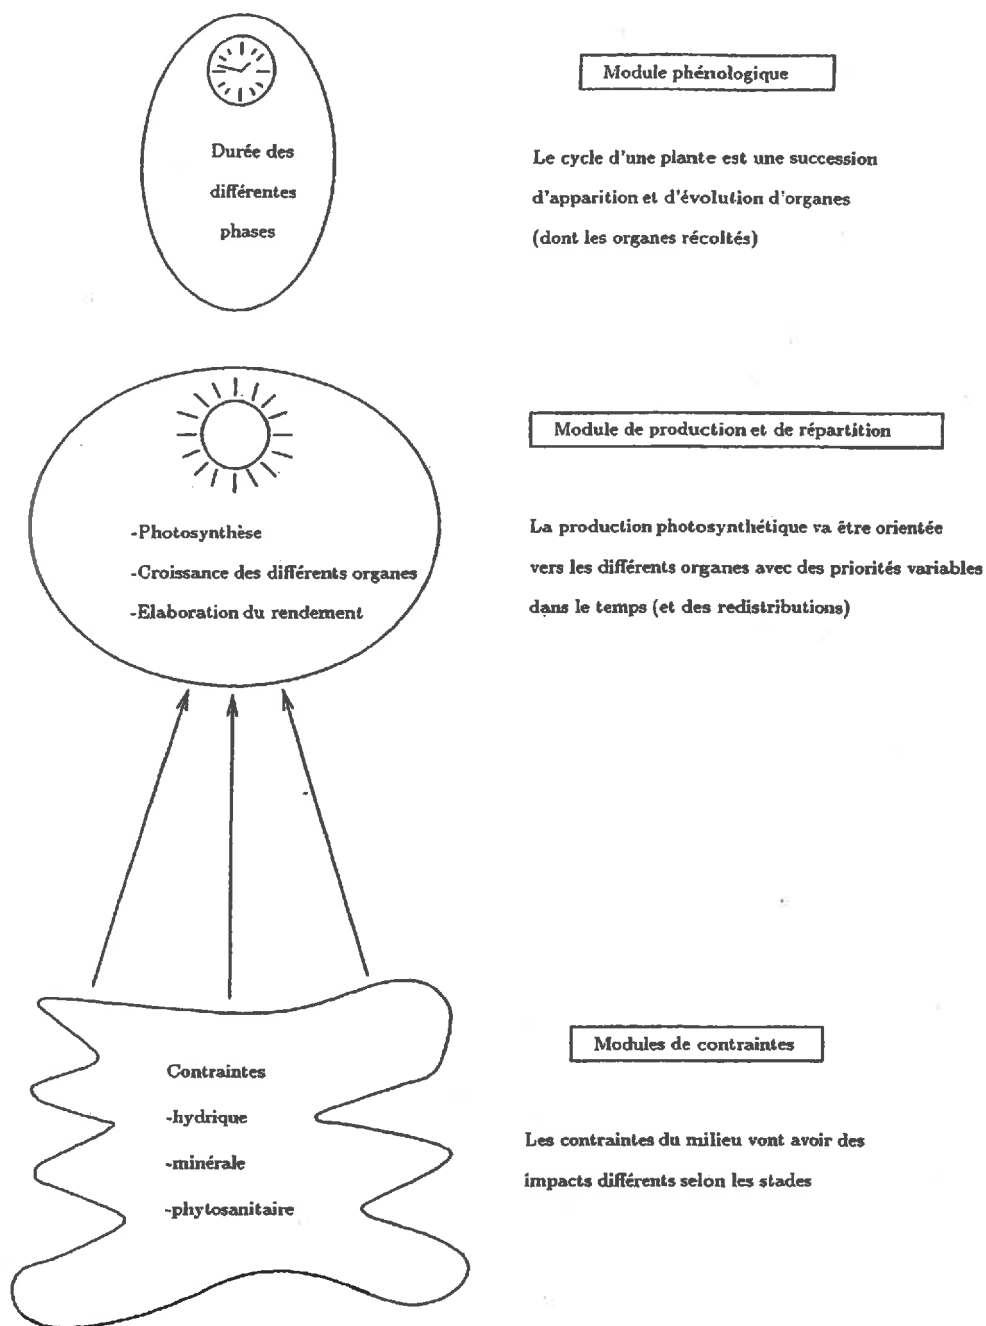 Durée des
différentes
phases
Module phénologique
Le cycle d'une plante est une succession
d'apparition et d'évolution d'organes
(dont les organes récoltés)
-Photosynthèse
-Croissance des différents organes
-Elaboration du rendement
Module de production et de répartition
La production photosynthétique va être orientée
vers les différents organes avec des priorités variables
dans le temps (et des redistributions)
Contraintes
-hydrique
-minérale
-phytosanitaire
Modules de contraintes
Les contraintes du milieu vont avoir des
impacts différents selon les stades